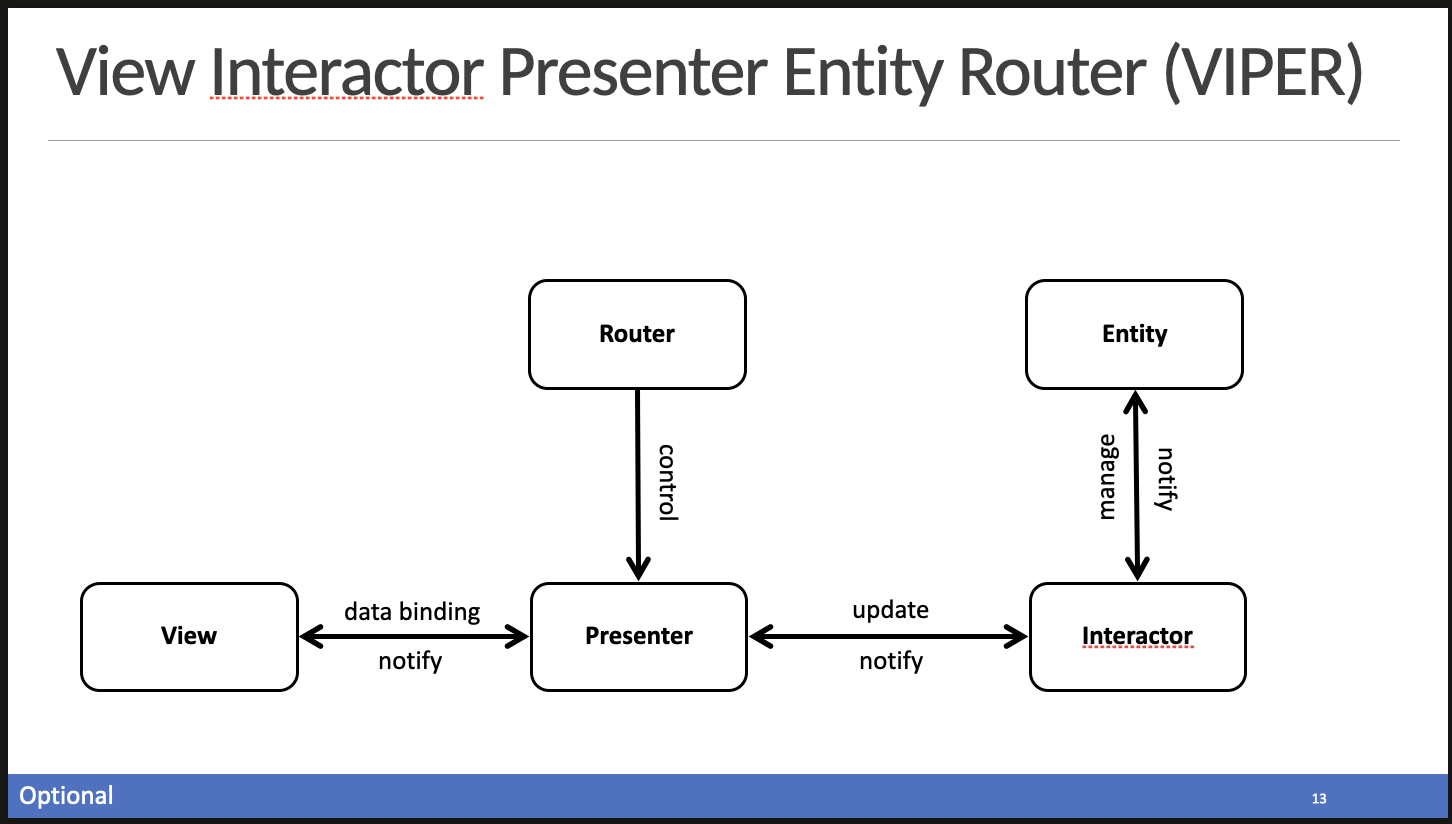 View Interactor Presenter Entity Router (VIPER)
Router
Entity
control
manage
notify
View
data binding
notify
Presenter
update
notify
Interactor
Optional
13